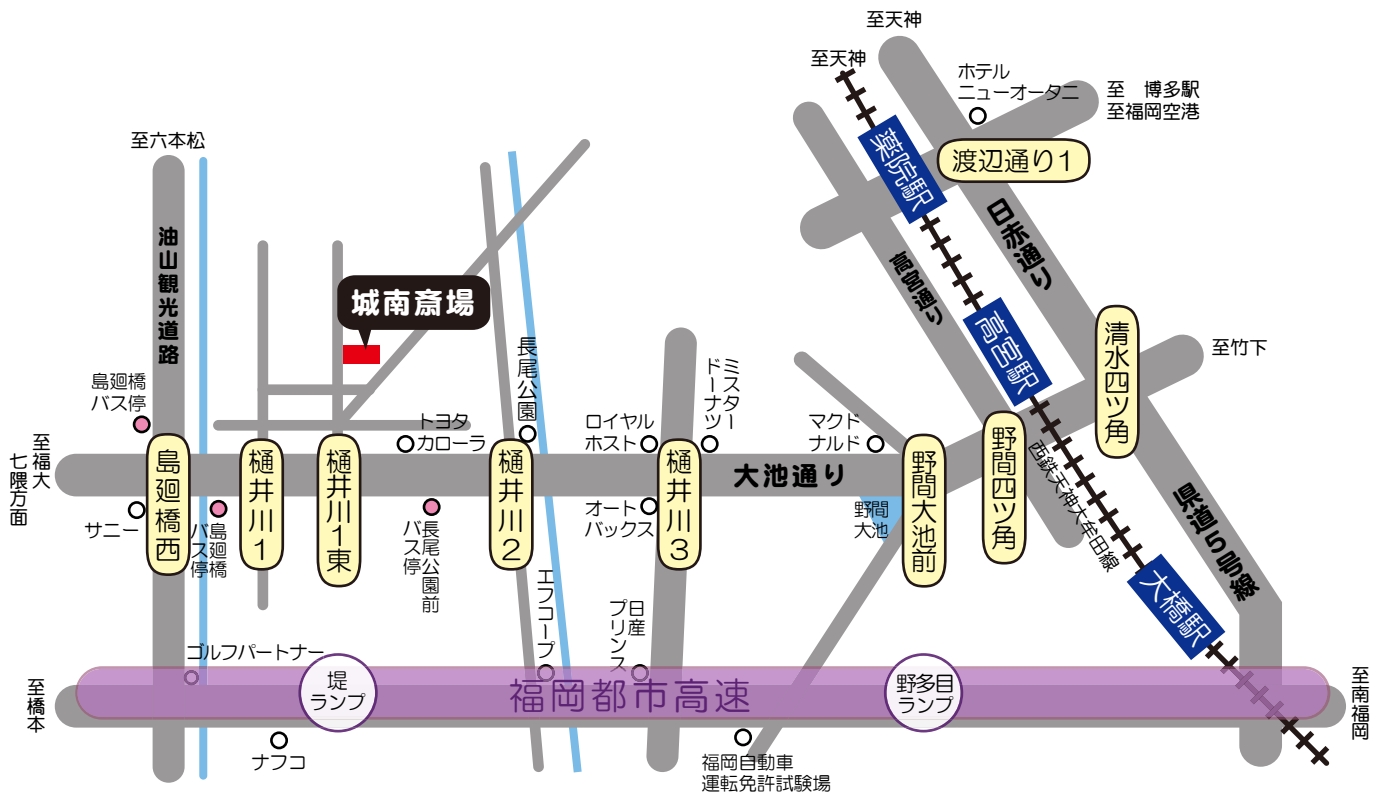 至天神
至天神
ホテル
ニューオータニ
至 博多駅
至福岡空港
渡辺通り1
薬院駅
日赤通り
高宮通り
高宮駅
清水四ツ角
至竹下
至六本松
油山観光道路
城南斎場
島廻橋
バス停
至福大
七隈方面
サニー
島廻橋西
島廻橋
バス停
樋井川1
樋井川1東
トヨタ
カローラ
長尾公園前
バス停
長尾公園
樋井川2
ロイヤル
ホスト
オート
バックス
ミスター
ドーナツ
樋井川3
大池通り
マクド
ナルド
野間
大池
野間大池前
野間四ツ角
西鉄天神大牟田線
県道5号線
大橋駅
エフコープ
日産
プリンス
ゴルフパートナー
至橋本
堤
ランプ
福岡都市高速
野多目
ランプ
至南福岡
ナフコ
福岡自動車
運転免許試験場